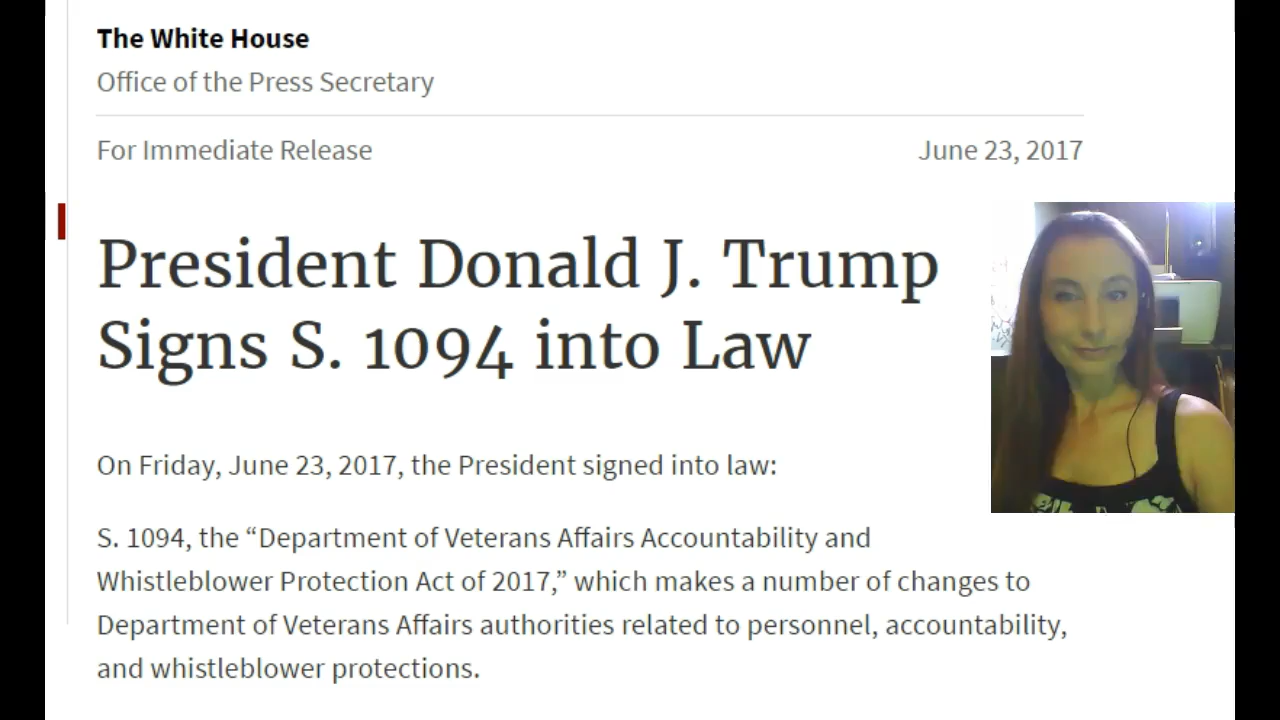 The White House
Office of the Press Secretary
For Immediate Release
June 23, 2017
President Donald J. Trump
Signs S. 1094 into Law
On Friday, June 23, 2017, the President signed into law:
S. 1094, the “Department of Veterans Affairs Accountability and
Whistleblower Protection Act of 2017,” which makes a number of changes to
Department of Veterans Affairs authorities related to personnel, accountability,
and whistleblower protections.